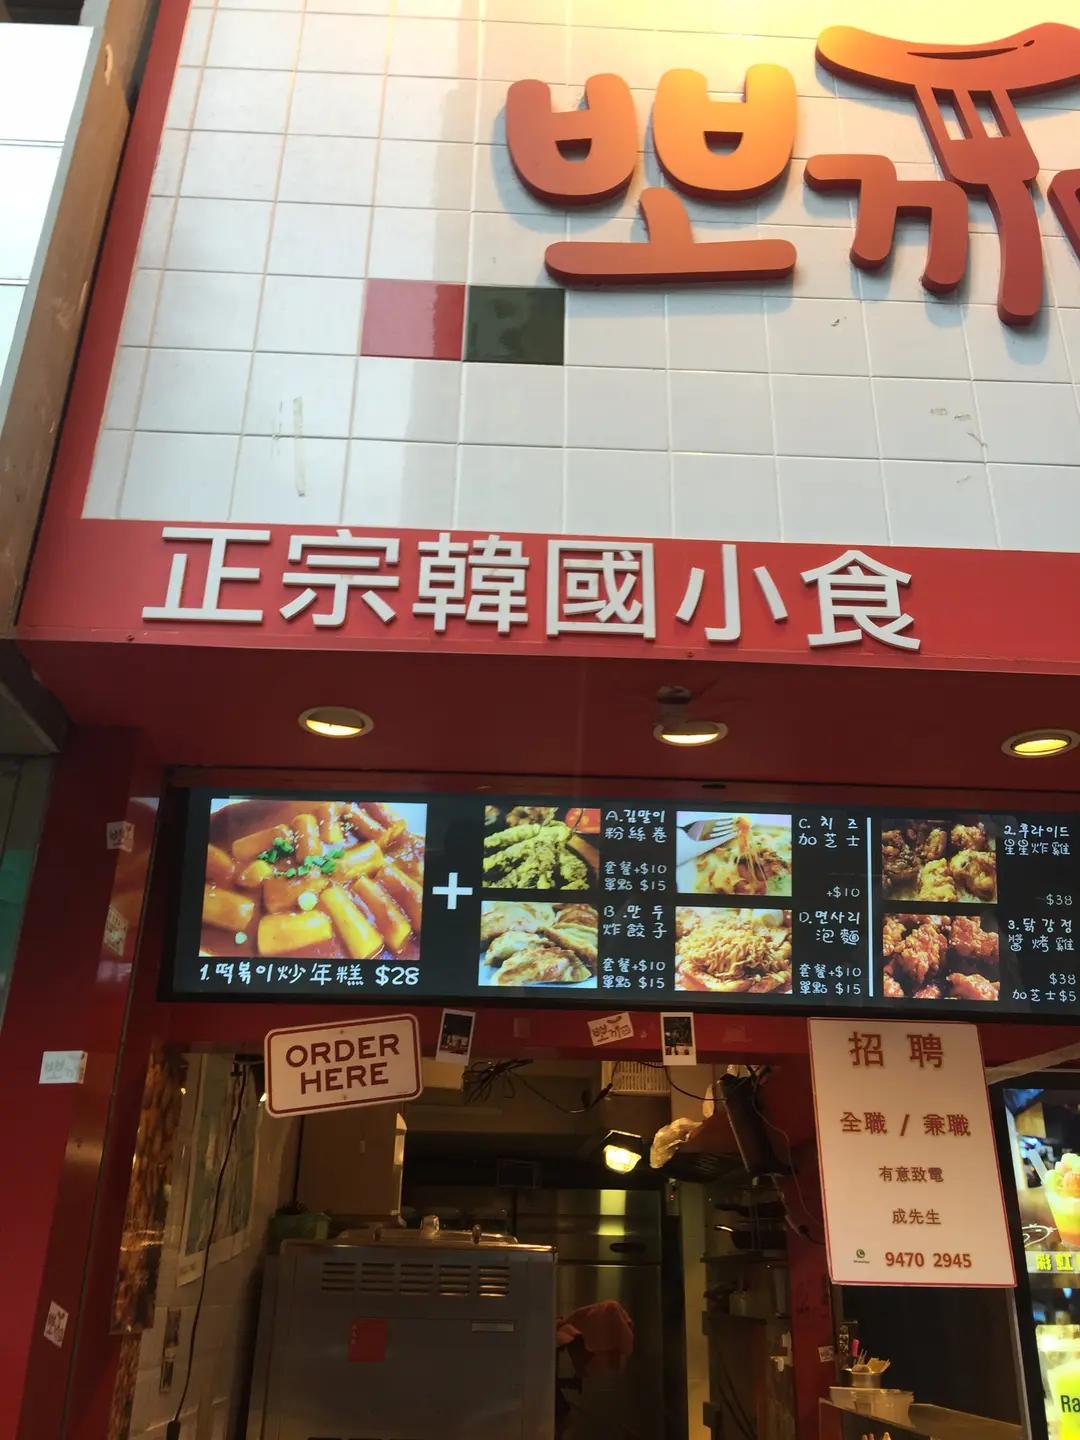 뽀끼
正宗韓國小食
1.떡볶이炒年糕 $28
+
A.김말이
粉絲卷
套餐+$10
單點 $15
B.만두
炸餃子
套餐+$10
單點 $15
C.치즈
加芝士
+$10
D.면사리
泡麵
套餐+$10
單點 $15
2.후라이드
星星炸雞
$38
3.닭강정
醬烤雞
$38
加芝士$5
ORDER
HERE
招聘
全職 / 兼職
有意致電
成先生
9470 2945